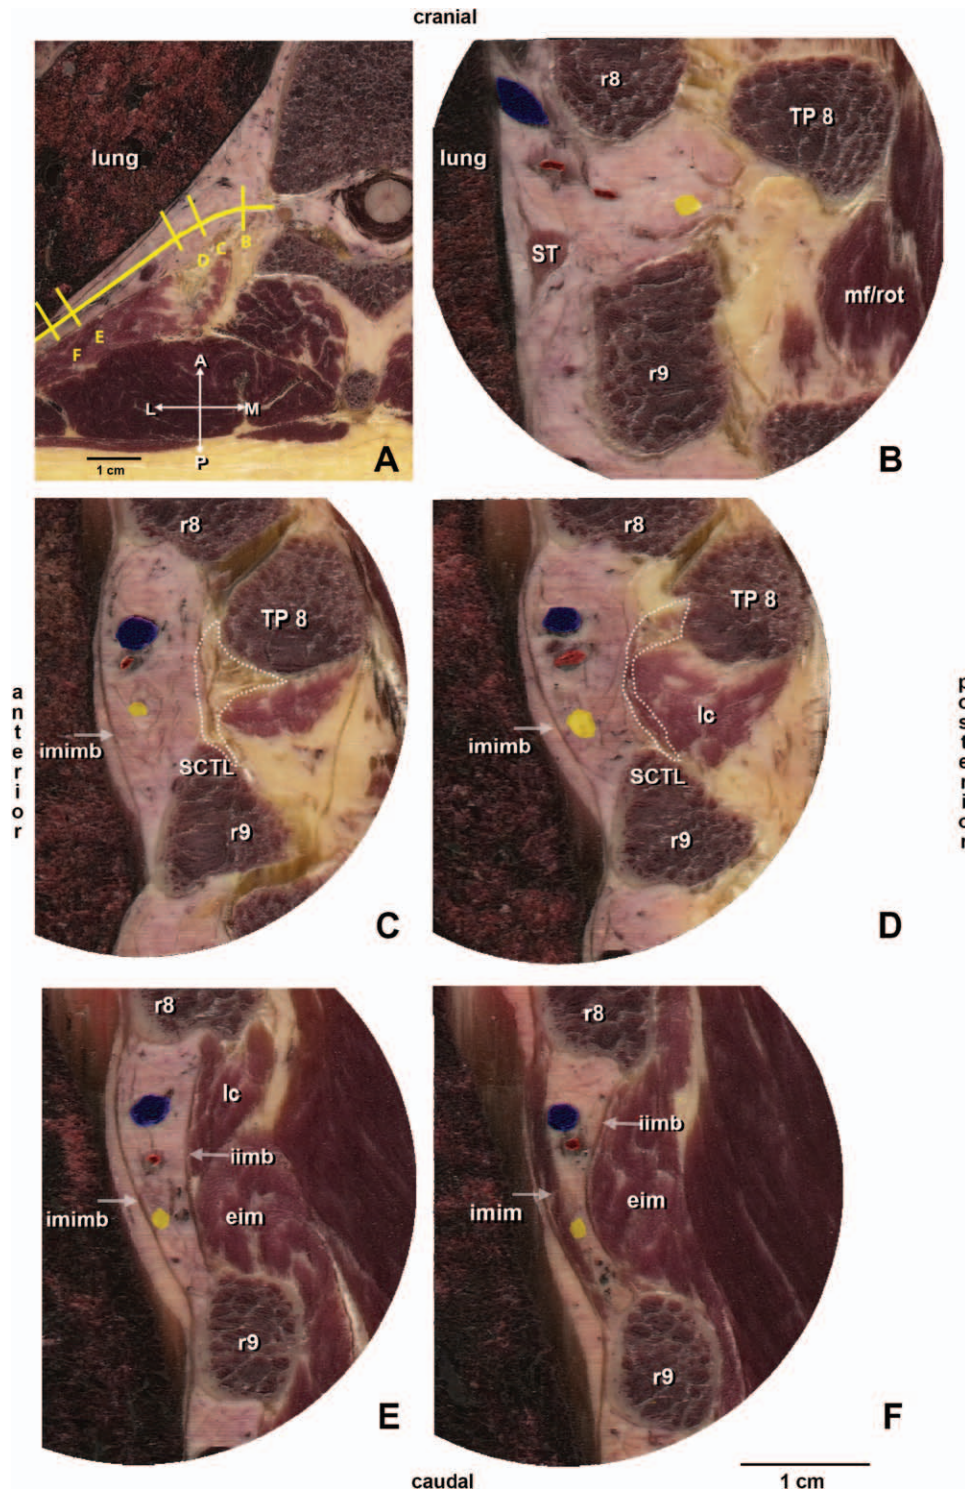 cranial
lung
B
C
D
E
F
A
L
M
P
1 cm
A
r8
TP 8
lung
ST
mf/rot
r9
B
anterior
r8
TP 8
imimb
SCTL
r9
C
r8
TP 8
lc
imimb
SCTL
r9
D
posterior
r8
lc
iimb
imimb
eim
r9
E
r8
iimb
eim
imim
r9
F
caudal
1 cm